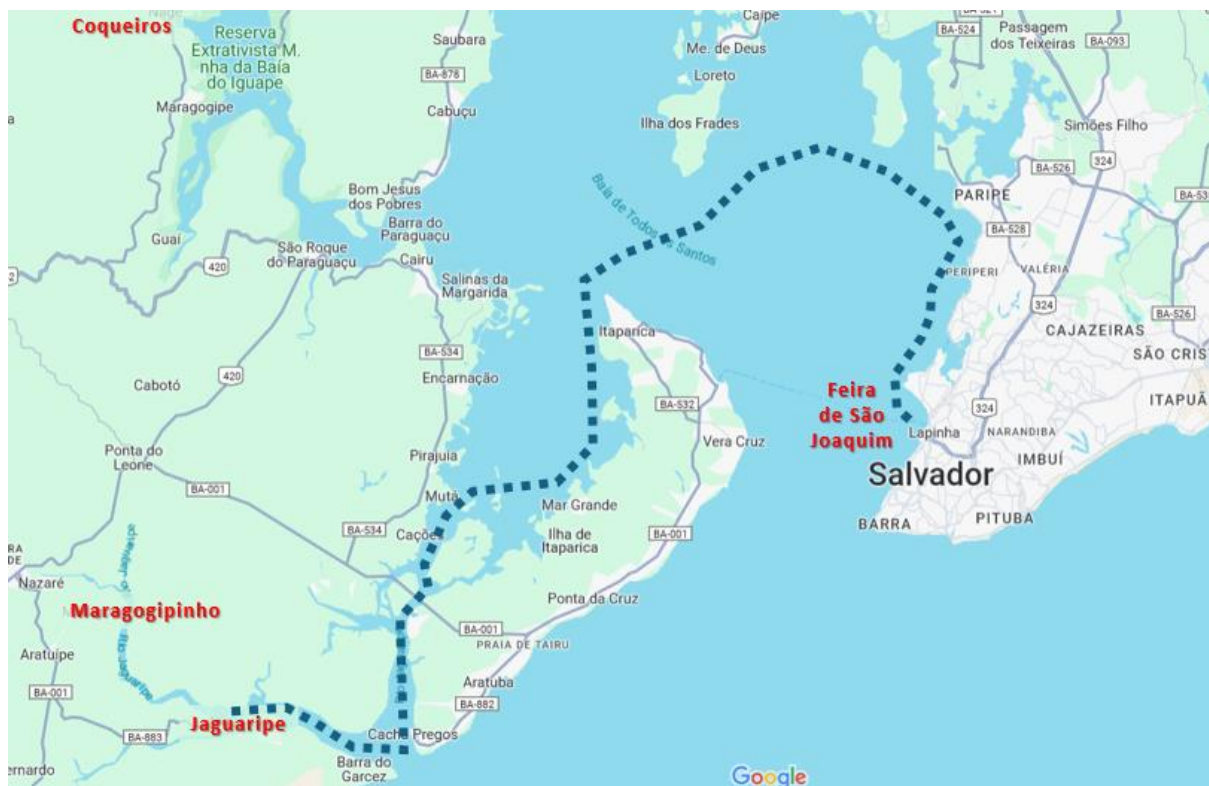 Coqueiros
Reserva
Extrativista M.
nha da Baía
do Iguape
Maragogipe
Saubara
BA-878
Cabuçu
Caípe
Me. de Deus
Loreto
Ilha dos Frades
BA-524
Passagem
dos Teixeiras
BA-093
Simões Filho
324
BA-526
BA-535
PARIPE
BA-528
Guaí
420
São Roque
do Paraguaçu
Bom Jesus
dos Pobres
Barra do
Paraguaçu
Cairu
Salinas da
Margarida
Baía de Todos os Santos
PERIPERI
VALÉRIA
324
BA-526
CAJAZEIRAS
SÃO CRIS
ITAPUÃ
Itaparica
BA-534
Encarnação
BA-532
Vera Cruz
Cabotó
420
Feira
de São
Joaquim
Lapinha
324
NARANDIBA
IMBUÍ
Salvador
BARRA
PITUBA
Ponta do
Leone
BA-001
Pirajuia
Mutá
BA-534
Cações
Mar Grande
Ilha de
Itaparica
BA-001
Nazaré
Maragogipinho
Rio Jaguaripe
Aratuípe
BA-001
Ponta da Cruz
BA-001
PRAIA DE TAIRU
Aratuba
BA-882
Jaguaripe
BA-883
Cacha Pregos
Barra do
Garcez
ernardo
Google